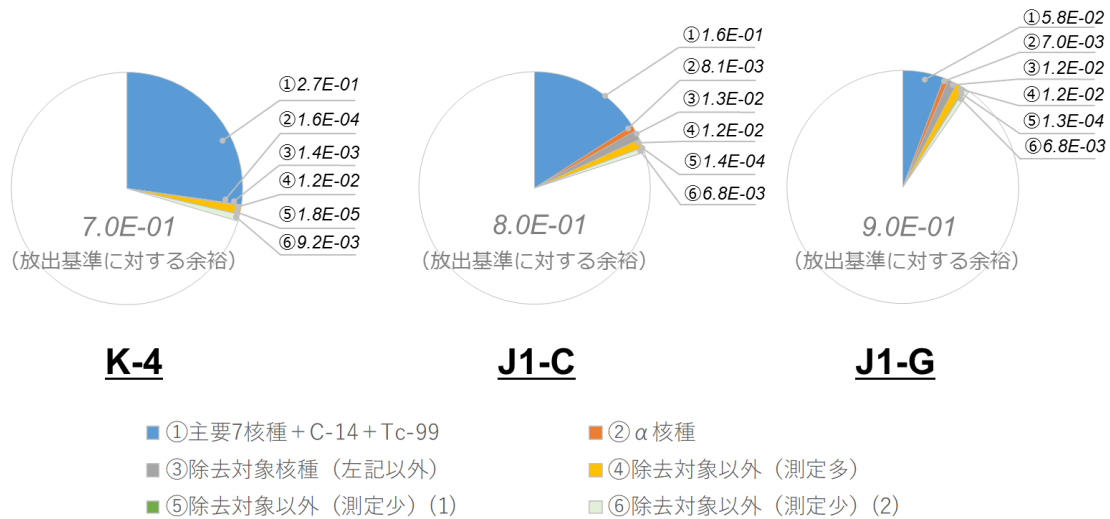 ①2.7E-01
②1.6E-04
③1.4E-03
④1.2E-02
⑤1.8E-05
⑥9.2E-03
7.0E-01
(放出基準に対する余裕)
K-4
①1.6E-01
②8.1E-03
③1.3E-02
④1.2E-02
⑤1.4E-04
⑥6.8E-03
8.0E-01
(放出基準に対する余裕)
J1-C
①5.8E-02
②7.0E-03
③1.2E-02
④1.2E-02
⑤1.3E-04
⑥6.8E-03
9.0E-01
(放出基準に対する余裕)
J1-G
①主要7核種+C-14+Tc-99
②α核種
③除去対象核種(左記以外)
④除去対象以外(測定多)
⑤除去対象以外(測定少)(1)
⑥除去対象以外(測定少)(2)